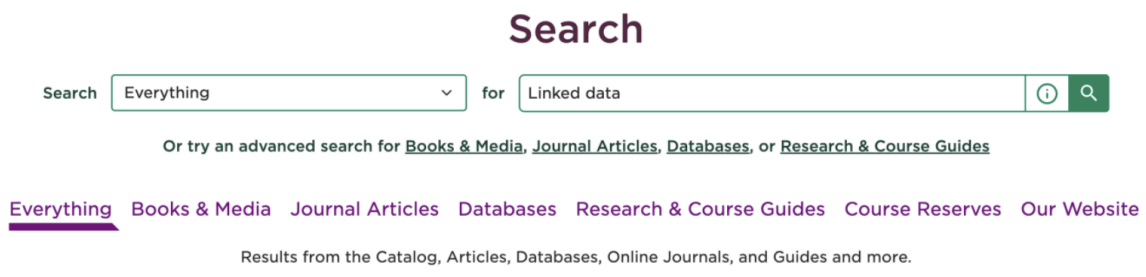 Search
Search Everything for Linked data
Or try an advanced search for Books & Media, Journal Articles, Databases, or Research & Course Guides
Everything Books & Media Journal Articles Databases Research & Course Guides Course Reserves Our Website
Results from the Catalog, Articles, Databases, Online Journals, and Guides and more.